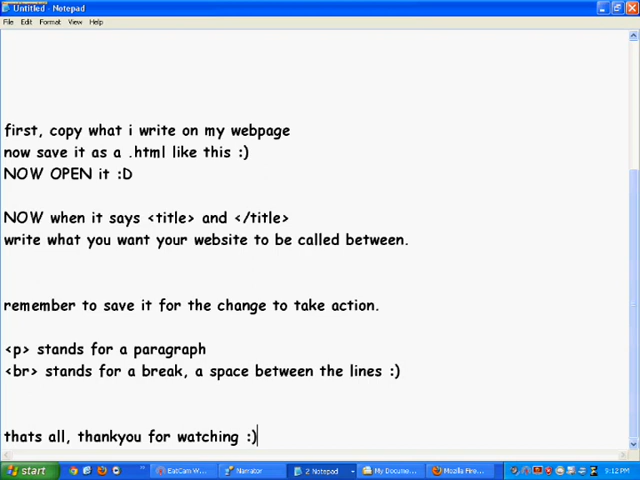 Untitled - Notepad
File Edit Format View Help
first, copy what i write on my webpage
now save it as a .html like this :)
NOW OPEN it :D
NOW when it says <title> and </title>
write what you want your website to be called between.
remember to save it for the change to take action.
<p> stands for a paragraph
<br> stands for a break, a space between the lines :)
thats all, thankyou for watching :)
start
EatCam W...
Narrator
2 Notepad
My Docume...
Mozilla Fire...
9:12 PM